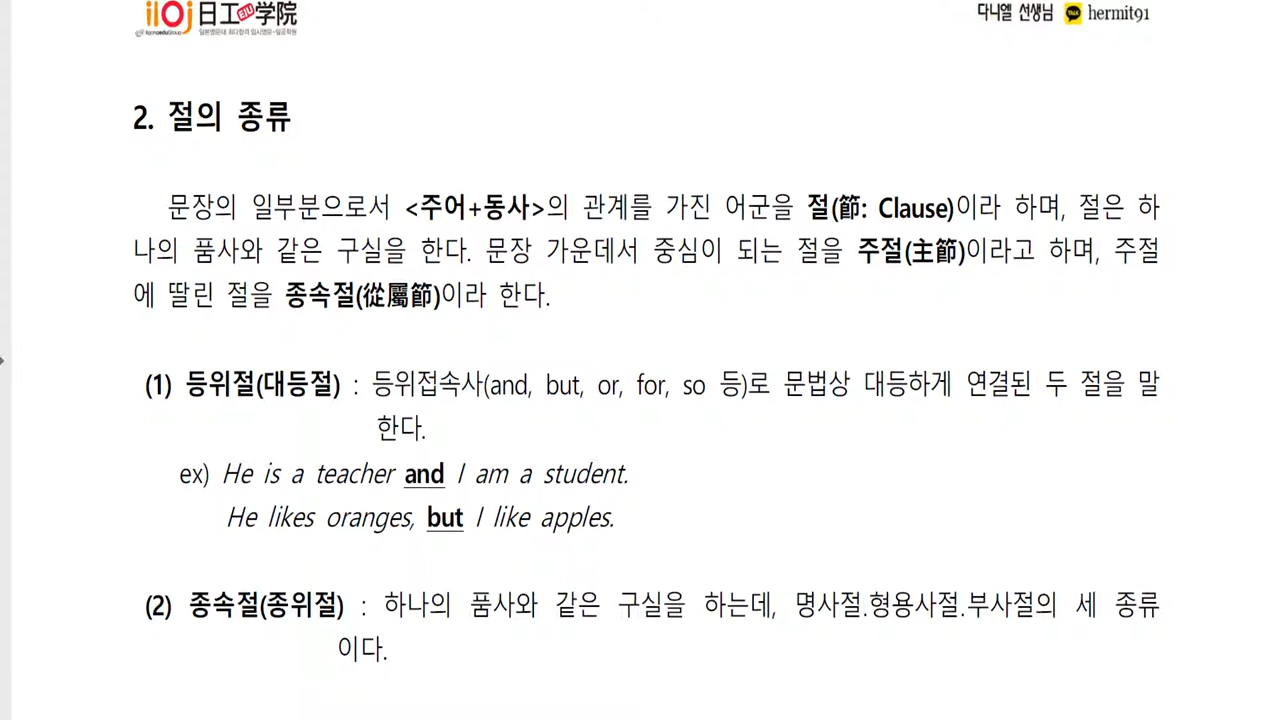 iloj 日工 EJU 学院
다니엘 선생님 TALK hermit91
2. 절의 종류
문장의 일부분으로서 <주어+동사>의 관계를 가진 어군을 절(節: Clause)이라 하며, 절은 하
나의 품사와 같은 구실을 한다. 문장 가운데서 중심이 되는 절을 주절(主節)이라고 하며, 주절
에 딸린 절을 종속절(從屬節)이라 한다.
(1) 등위절(대등절) : 등위접속사(and, but, or, for, so 등)로 문법상 대등하게 연결된 두 절을 말
한다.
ex) He is a teacher and I am a student.
He likes oranges, but I like apples.
(2) 종속절(종위절) : 하나의 품사와 같은 구실을 하는데, 명사절.형용사절.부사절의 세 종류
이다.